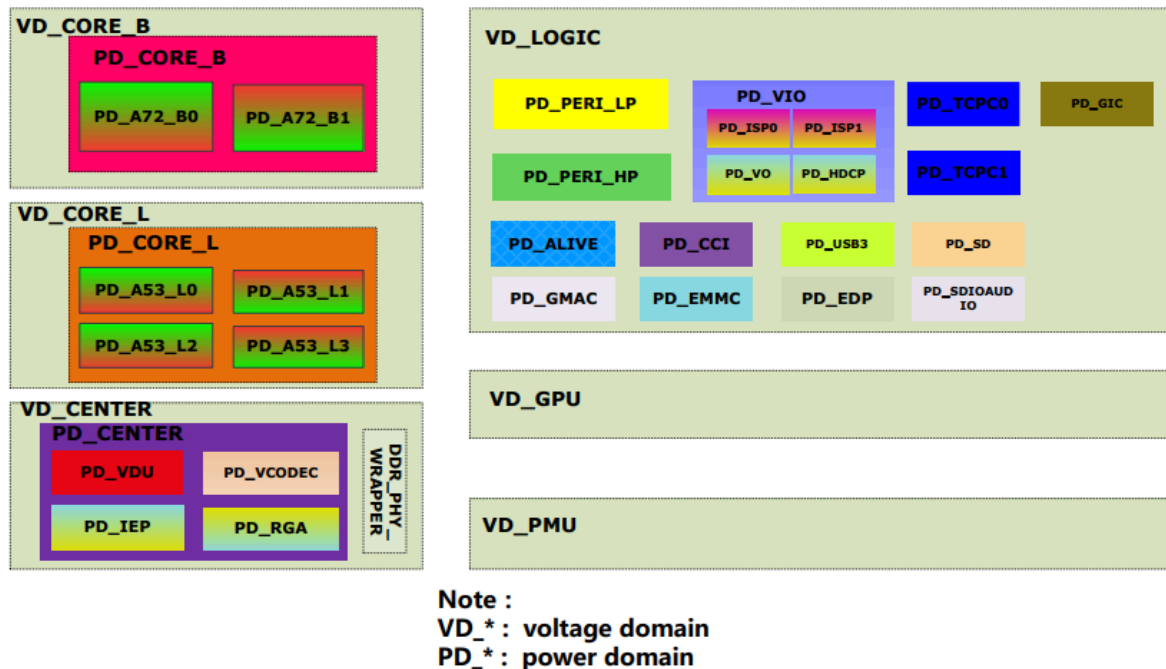 VD_CORE_B
PD_CORE_B
PD_A72_B0
PD_A72_B1
VD_CORE_L
PD_CORE_L
PD_A53_L0
PD_A53_L1
PD_A53_L2
PD_A53_L3
VD_CENTER
PD_CENTER
PD_VDU
PD_VCODEC
PD_IEP
PD_RGA
DDR_PHY_
WRAPPER
VD_LOGIC
PD_PERI_LP
PD_VIO
PD_ISP0
PD_ISP1
PD_VO
PD_HDCP
PD_TCPC0
PD_GIC
PD_PERI_HP
PD_TCPC1
PD_ALIVE
PD_CCI
PD_USB3
PD_SD
PD_GMAC
PD_EMMC
PD_EDP
PD_SDIOAUD
IO
VD_GPU
VD_PMU
Note :
VD_* : voltage domain
PD_* : power domain